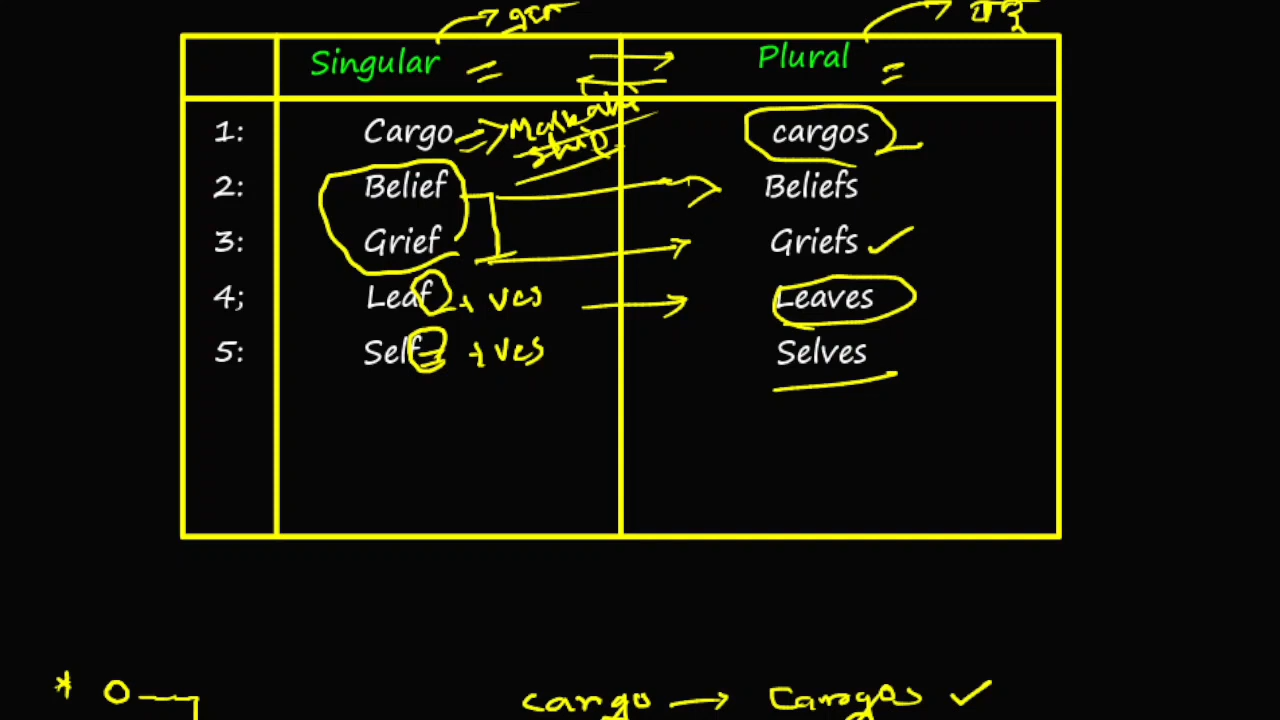 Singular Plural
1: Cargo cargos
2: Belief Beliefs
3: Grief Griefs
4; Leaf + ves Leaves
5: Self + ves Selves
* O cargo Cargos